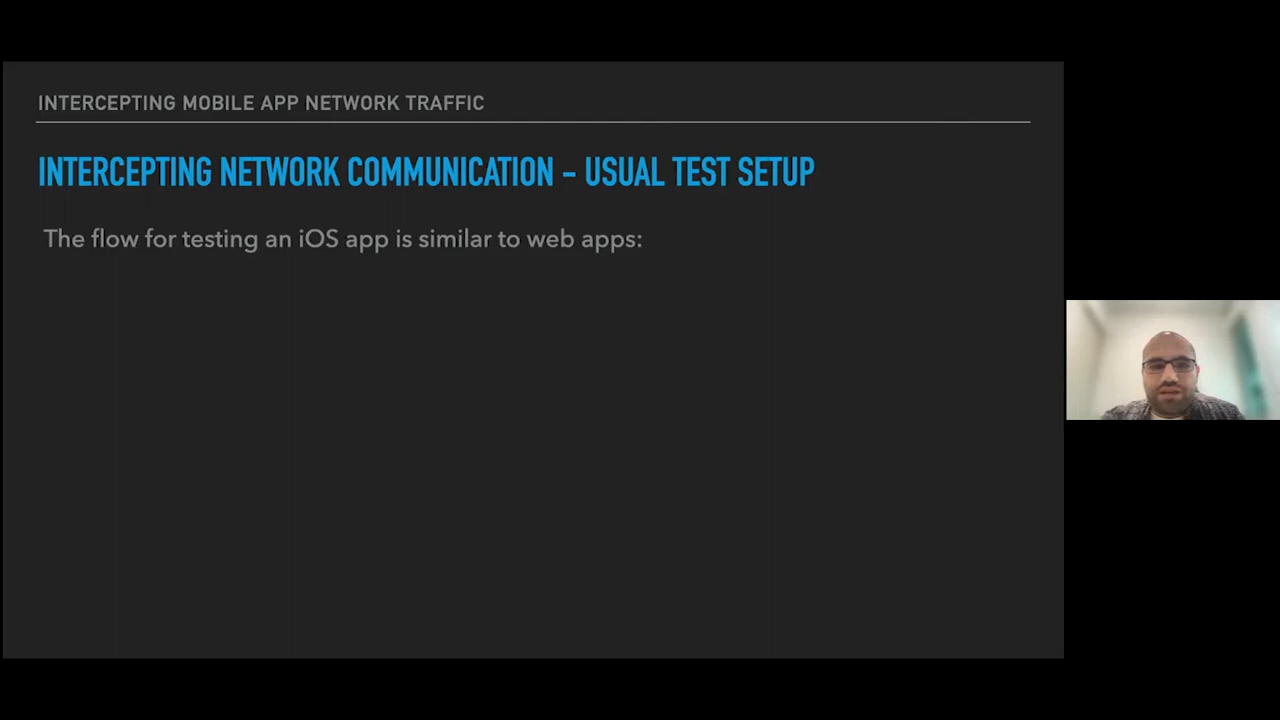 INTERCEPTING MOBILE APP NETWORK TRAFFIC
INTERCEPTING NETWORK COMMUNICATION – USUAL TEST SETUP
The flow for testing an iOS app is similar to web apps: